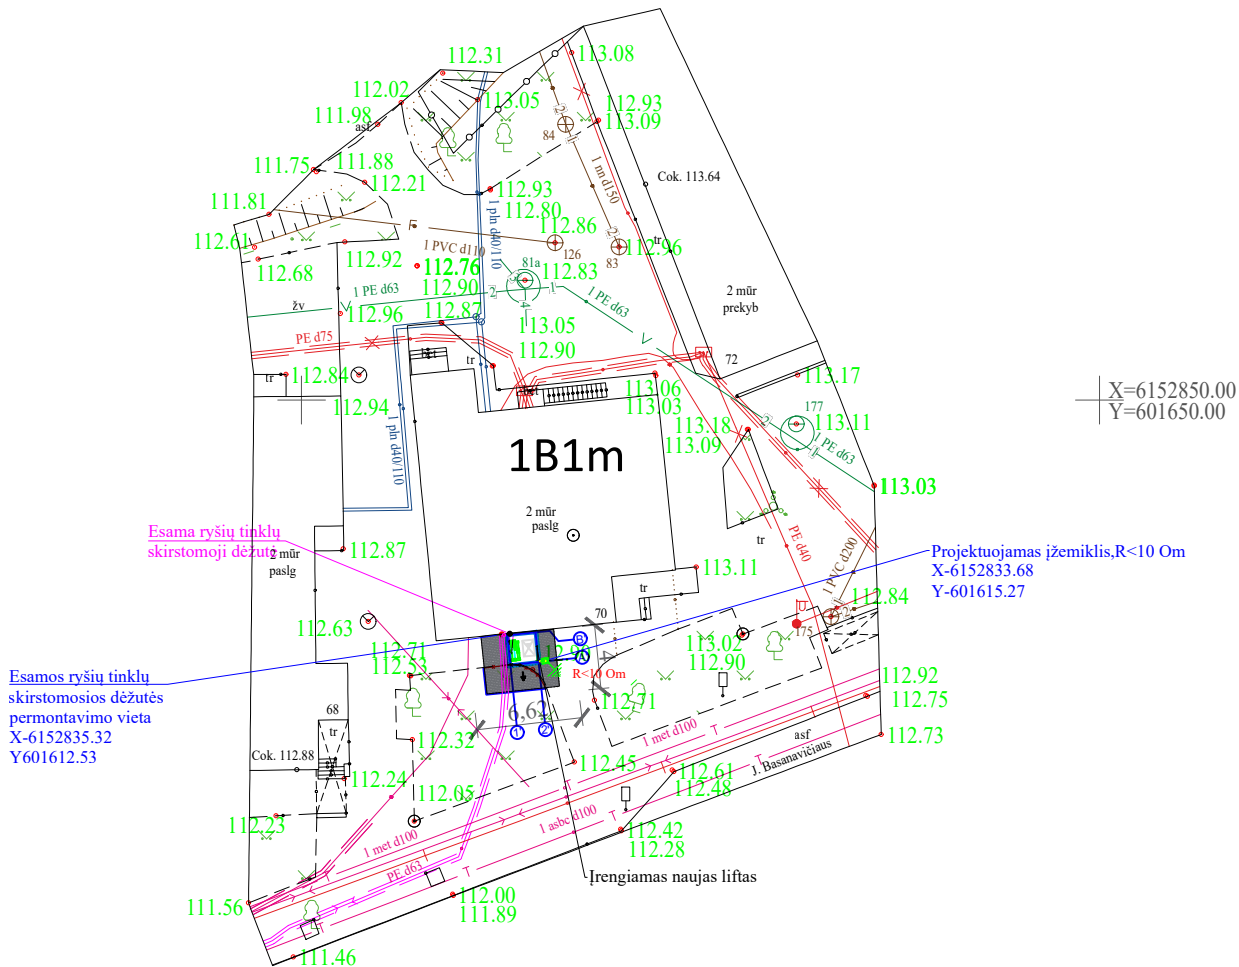 112.31
113.08
112.02
113.05
111.98
asf
112.93
113.09
84
111.75
111.88
112.21
1 nn d150
Cok. 113.64
111.81
112.93
112.80
112.86
112.61
1 pln d40/110
1 PVC d110
126
83
112.96
tr
112.68
112.92
112.76
112.90
81a
112.83
2 mūr
prekyb
1 PE d63
žv
112.96
112.87
1 PE d63
113.05
112.90
PE d75
tr
72
tr
112.84
113.06
113.03
113.17
X=6152850.00
Y=601650.00
112.94
177
113.11
113.18
113.09
1 pln d40/110
1B1m
1 PE d63
113.03
2 mūr
paslg
Esama ryšių tinklų
skirstomoji dėžutė
2 mūr
paslg
112.87
tr
PE d40
1 PVC d200
Projektuojamas įžemiklis,R<10 Om
X-6152833.68
Y-601615.27
113.11
tr
112.84
70
175
112.63
112.71
112.53
B
A
4
113.02
112.90
R<10 Om
Esamos ryšių tinklų
skirstomosios dėžutės
permontavimo vieta
X-6152835.32
Y601612.53
112.92
112.75
112.71
6,62
1
2
68
tr
112.32
112.73
1 met d100
asf
J. Basanavičiaus
Cok. 112.88
112.24
112.45
112.61
112.48
112.05
112.23
1 asbc d100
112.42
112.28
1 met d100
PE d63
Įrengiamas naujas liftas
111.56
112.00
111.89
111.46